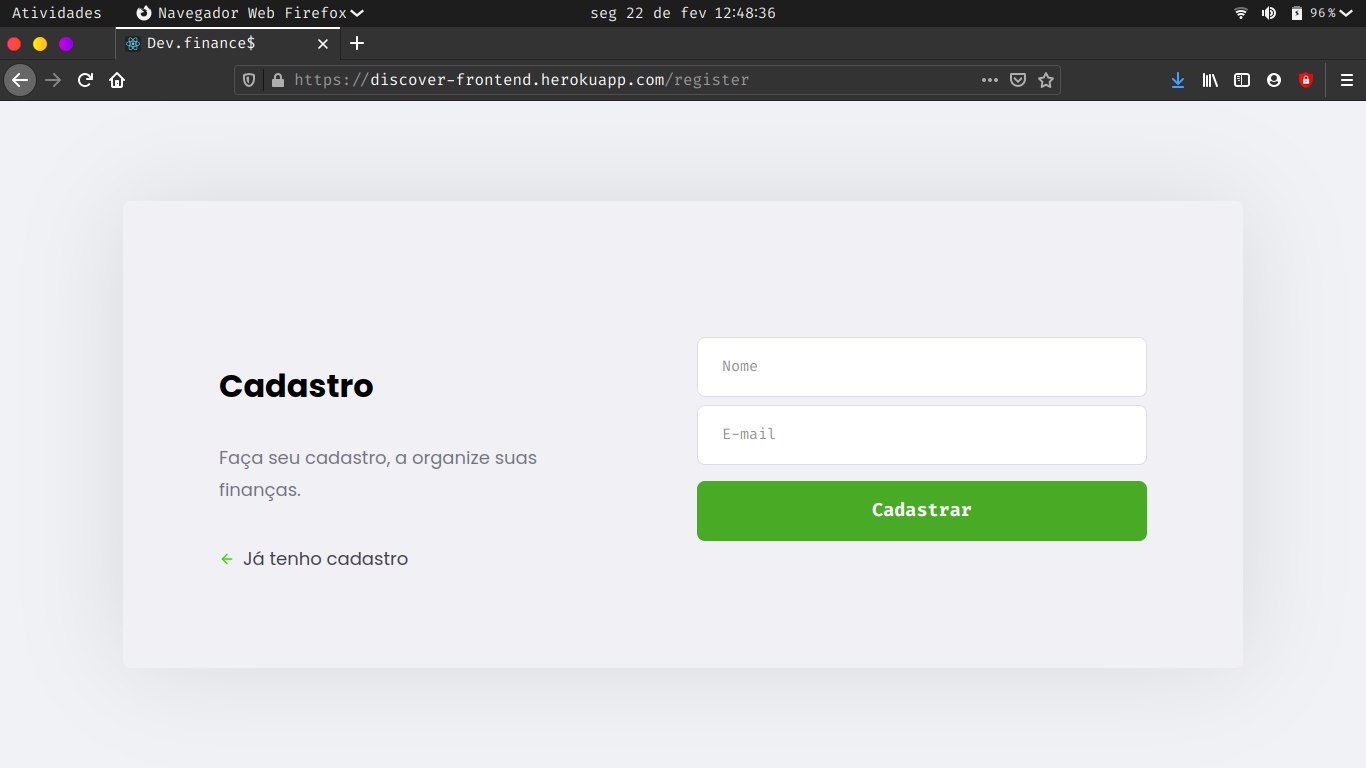 Atividades
Navegador Web Firefox
seg 22 de fev 12:48:36
96%
Dev.finance$
https://discover-frontend.herokuapp.com/register
Cadastro
Faça seu cadastro, a organize suas
finanças.
Já tenho cadastro
Nome
E-mail
Cadastrar